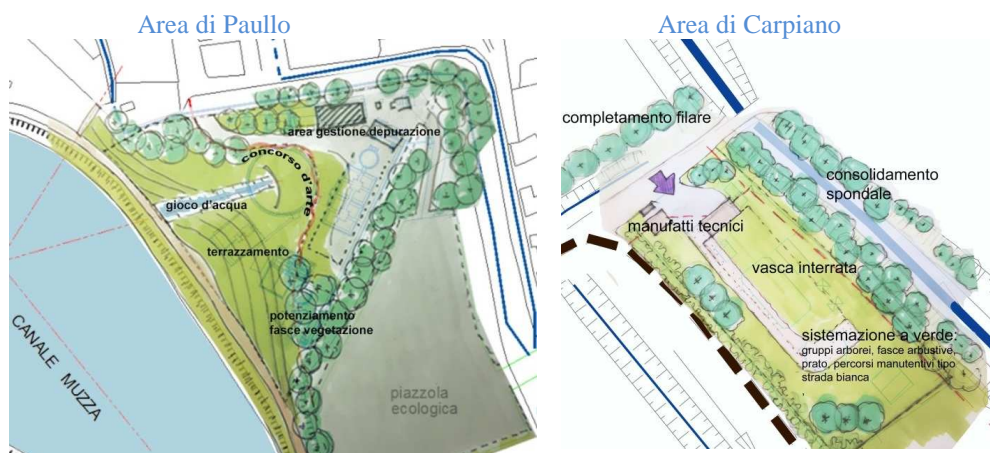 Area di Paullo
Area di Carpiano
area gestione depurazione
concorso d'arte
gioco d'acqua
terrazzamento
potenziamento
fasce vegetazione
CANALE MUZZA
piazzola
ecologica
completamento filare
consolidamento
spondale
manufatti tecnici
vasca interrata
sistemazione a verde:
gruppi arborei, fasce arbustive,
prato, percorsi manutentivi tipo
strada bianca